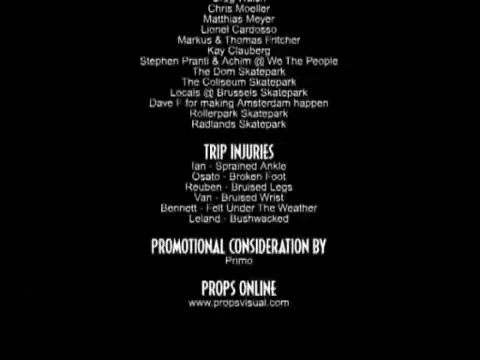 Chris Moeller
Matthias Meyer
Lionel Cardosso
Markus & Thomas Fritcher
Kay Clauberg
Stephen Pranti & Achim @ We The People
The Dom Skatepark
The Coliseum Skatepark
Locals @ Brussels Skatepark
Dave F for making Amsterdam happen
Rollerpark Skatepark
Radlands Skatepark
TRIP INJURIES
Ian - Sprained Ankle
Osato - Broken Foot
Reuben - Bruised Legs
Van - Bruised Wrist
Bennett - Felt Under The Weather
Leland - Bushwacked
PROMOTIONAL CONSIDERATION BY
Primo
PROPS ONLINE
www.propsvisual.com